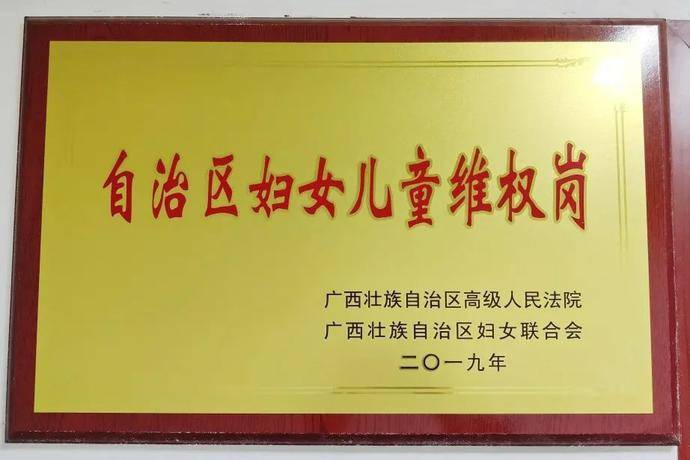 自治区妇女儿童维权岗
广西壮族自治区高级人民法院
广西壮族自治区妇女联合会
二〇一九年